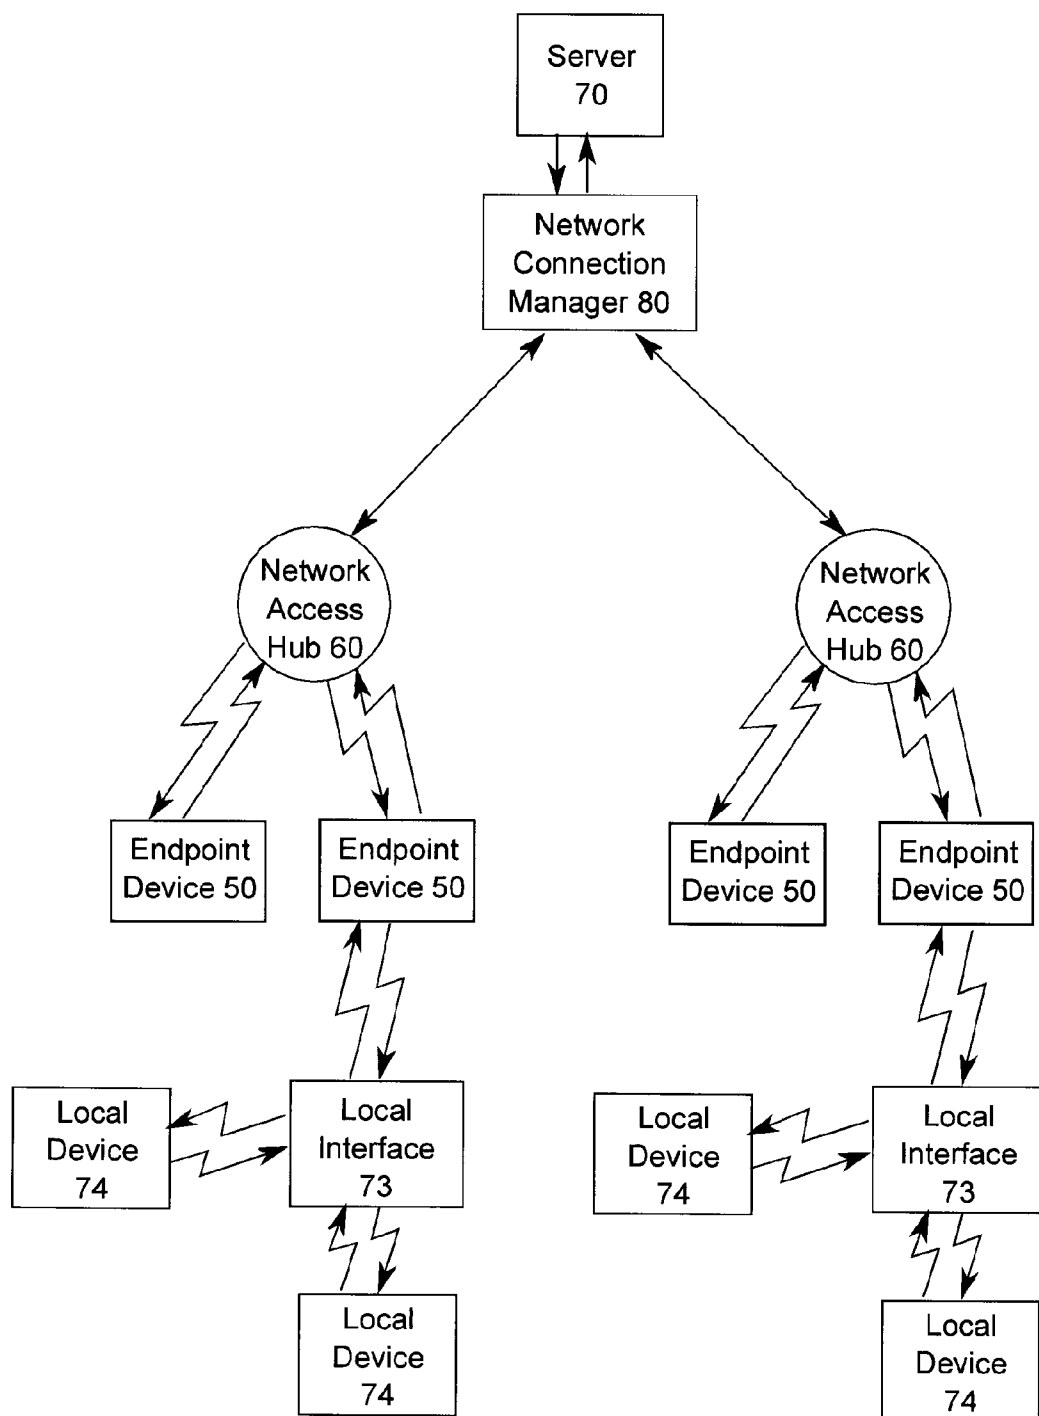 Server
70
Network
Connection
Manager 80
Network
Access
Hub 60
Network
Access
Hub 60
Endpoint
Device 50
Endpoint
Device 50
Endpoint
Device 50
Endpoint
Device 50
Local
Device
74
Local
Interface
73
Local
Device
74
Local
Interface
73
Local
Device
74
Local
Device
74